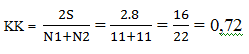 KK = 2S/N1+N2 = 2.8/11+11 = 16/22 = 0,72